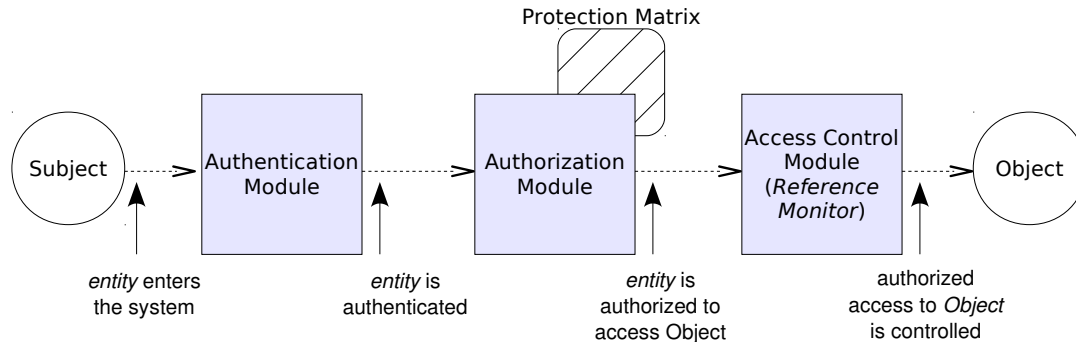 Protection Matrix
Subject
Authentication
Module
Authorization
Module
Access Control
Module
(Reference
Monitor)
Object
entity enters
the system
entity is
authenticated
entity is
authorized to
access Object
authorized
access to Object
is controlled